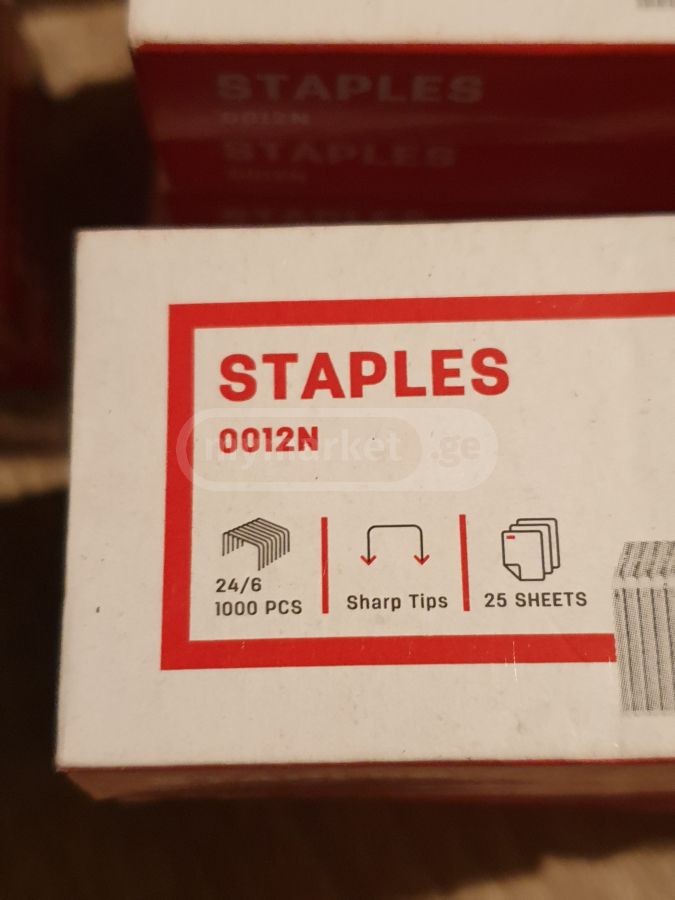 STAPLES
0012N
STAPLES
STAPLES
0012N
mymarket.ge
24/6
1000 PCS
Sharp Tips
25 SHEETS